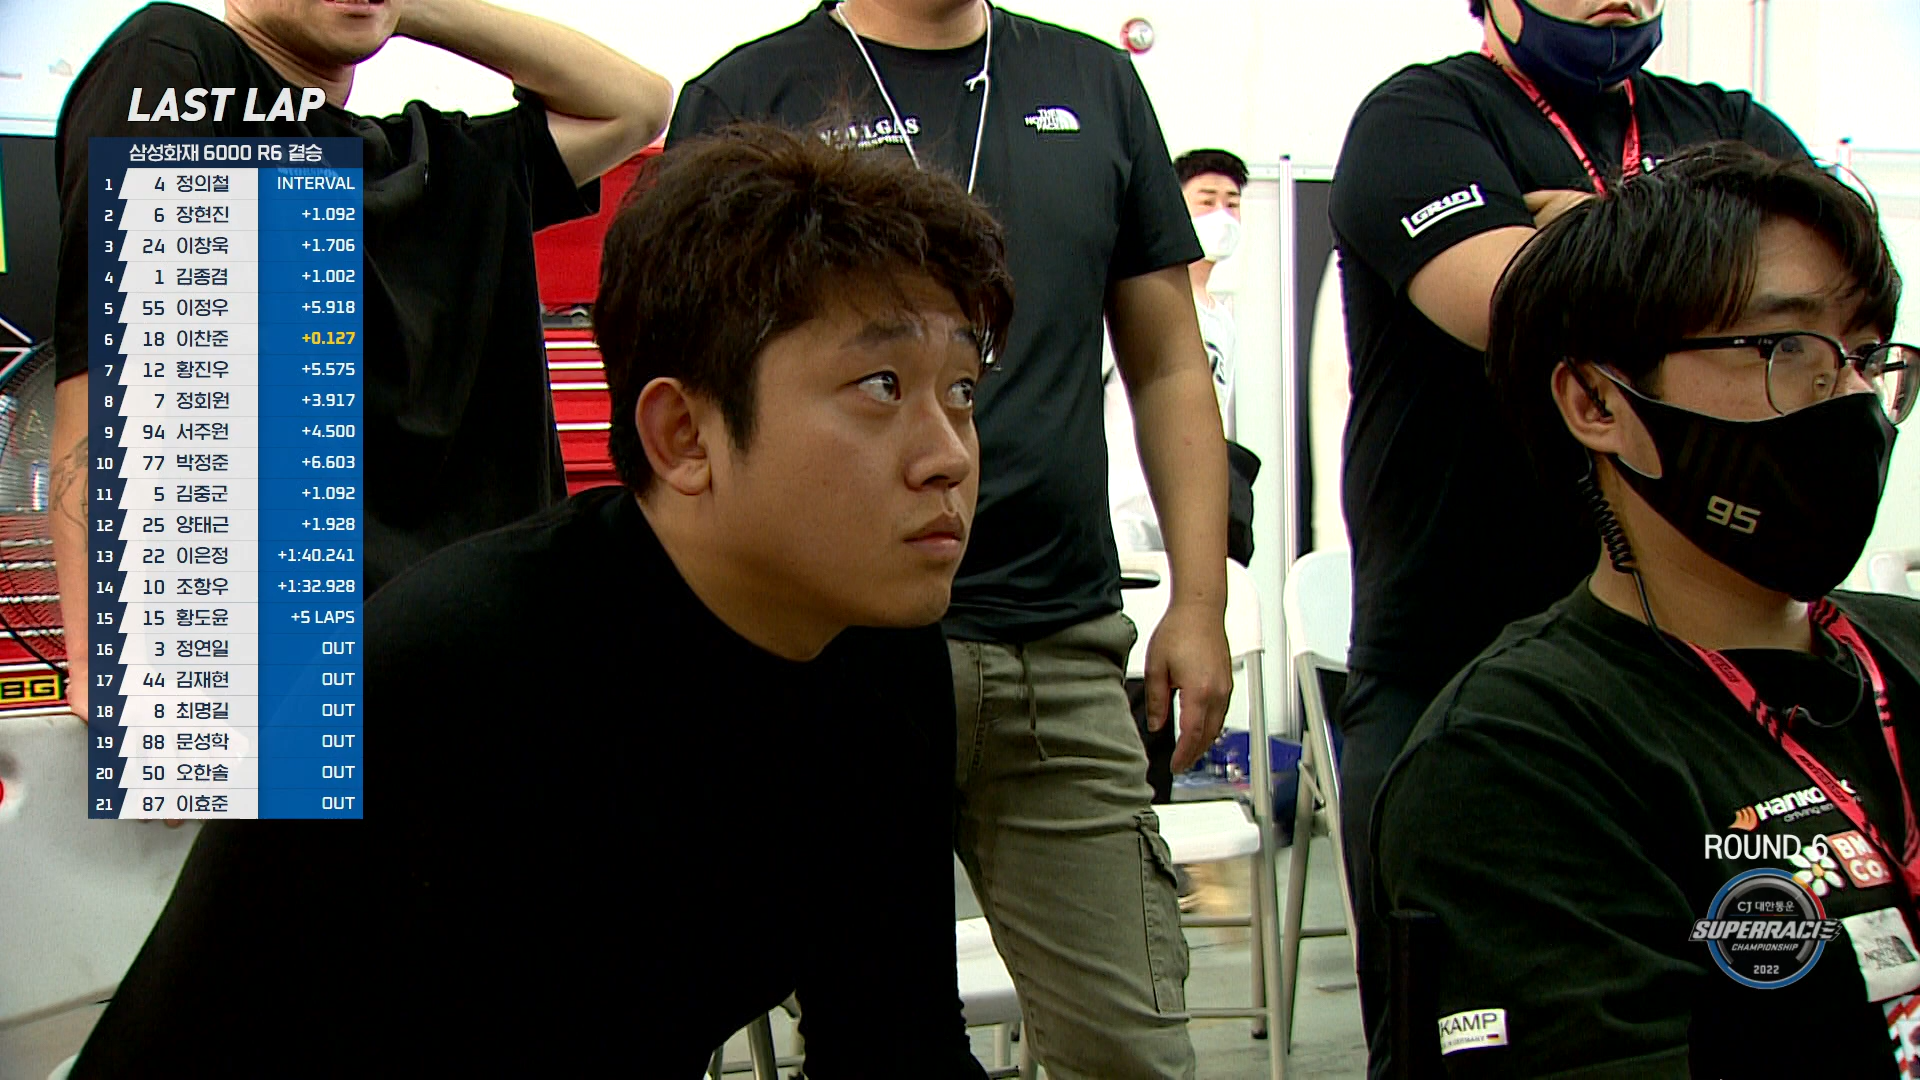 LAST LAP
삼성화재 6000 R6 결승
1 4 정의철 INTERVAL
2 6 장현진 +1.092
3 24 이창욱 +1.706
4 1 김종겸 +1.002
5 55 이정우 +5.918
6 18 이찬준 +0.127
7 12 황진우 +5.575
8 7 정회원 +3.917
9 94 서주원 +4.500
10 77 박정준 +6.603
11 5 김중군 +1.092
12 25 양태근 +1.928
13 22 이은정 +1:40.241
14 10 조항우 +1:32.928
15 15 황도윤 +5 LAPS
16 3 정연일 OUT
17 44 김재현 OUT
18 8 최명길 OUT
19 88 문성학 OUT
20 50 오한솔 OUT
21 87 이효준 OUT
THE
NORTH
FACE
GR1D
95
BG
ROUND 6
BM
CO.
CJ 대한통운
SUPERRACE
CHAMPIONSHIP
2022
KAMP